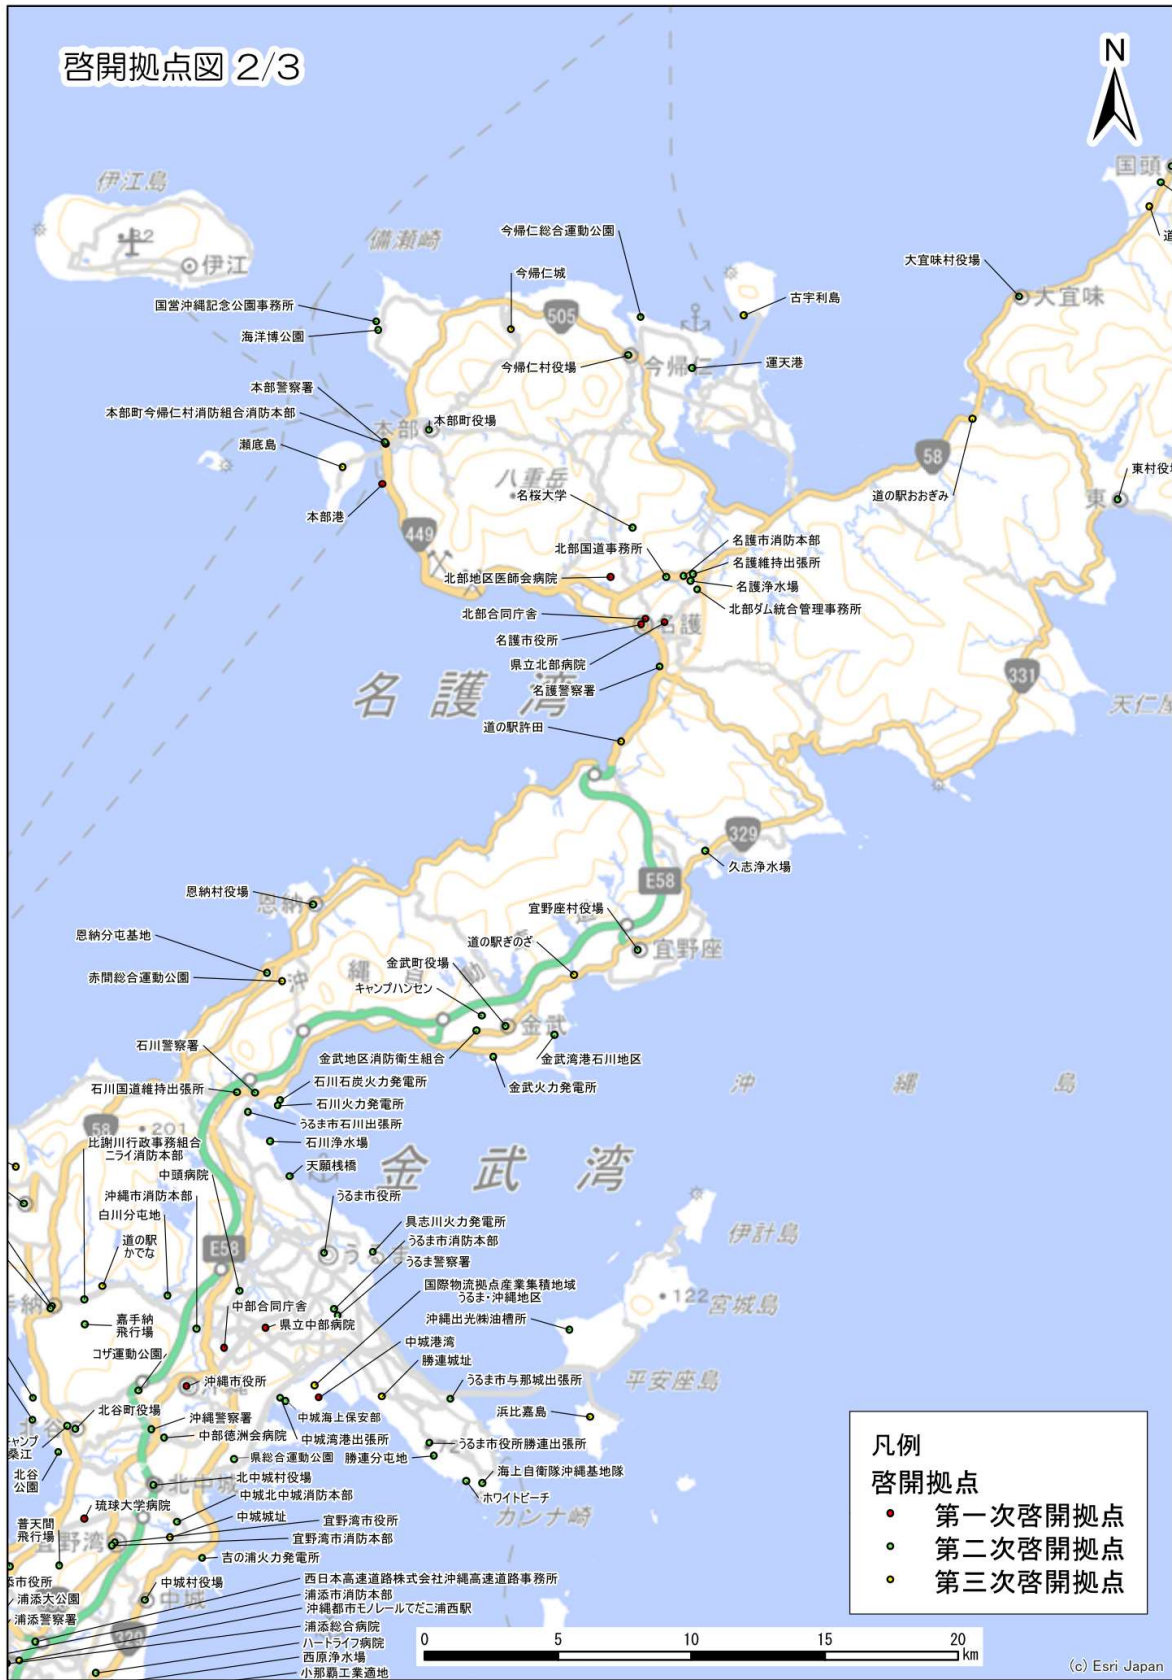 啓開拠点図 2/3
N
国頭
伊江島
82
伊江
備瀬崎
今帰仁総合運動公園
今帰仁城
大宜味村役場
大宜味
古宇利島
国営沖縄記念公園事務所
海洋博公園
505
今帰仁村役場
今帰仁
運天港
本部警察署
本部町今帰仁村消防組合消防本部
本部町役場
本部
瀬底島
本部港
八重岳
58
道の駅おおぎみ
東村役場
東
名桜大学
449
北部国道事務所
名護市消防本部
名護維持出張所
北部地区医師会病院
名護浄水場
北部ダム統合管理事務所
北部合同庁舎
名護
名護市役所
県立北部病院
名護警察署
名護湾
331
天仁屋
道の駅許田
329
久志浄水場
E58
恩納村役場
恩納
宜野座村役場
恩納分屯基地
道の駅ぎのざ
宜野座
赤間総合運動公園
金武町役場
キャンプハンセン
金武
石川警察署
金武地区消防衛生組合
金武湾港石川地区
金武火力発電所
沖縄島
石川国道維持出張所
石川石炭火力発電所
石川火力発電所
うるま市石川出張所
58
201
比謝川行政事務組合
ニライ消防本部
石川浄水場
中頭病院
天願桟橋
金武湾
沖縄市消防本部
うるま市役所
白川分屯地
具志川火力発電所
伊計島
道の駅
かでな
E58
うるま
うるま市消防本部
うるま警察署
国際物流拠点産業集積地域
うるま・沖縄地区
122
宮城島
嘉手納
飛行場
中部合同庁舎
県立中部病院
沖縄出光㈱油槽所
コザ運動公園
中城港湾
勝連城址
沖縄市役所
うるま市与那城出張所
平安座島
北谷町役場
沖縄警察署
中城海上保安部
浜比嘉島
北谷
キャンプ
桑江
中部徳洲会病院
中城湾港出張所
うるま市役所勝連出張所
北谷
公園
県総合運動公園
勝連分屯地
海上自衛隊沖縄基地隊
北中城村役場
北中城
ホワイトビーチ
カンナ崎
琉球大学病院
中城北中城消防本部
普天間
飛行場
中城城址
宜野湾市役所
宜野湾
宜野湾市消防本部
吉の浦火力発電所
添市役所
中城村役場
中城
西日本高速道路株式会社沖縄高速道路事務所
浦添大公園
浦添市消防本部
沖縄都市モノレールてだこ浦西駅
浦添警察署
浦添総合病院
ハートライフ病院
西原浄水場
小那覇工業適地
329
凡例
啓開拠点
第一次啓開拠点
第二次啓開拠点
第三次啓開拠点
0 5 10 15 20
km
(c) Esri Japan